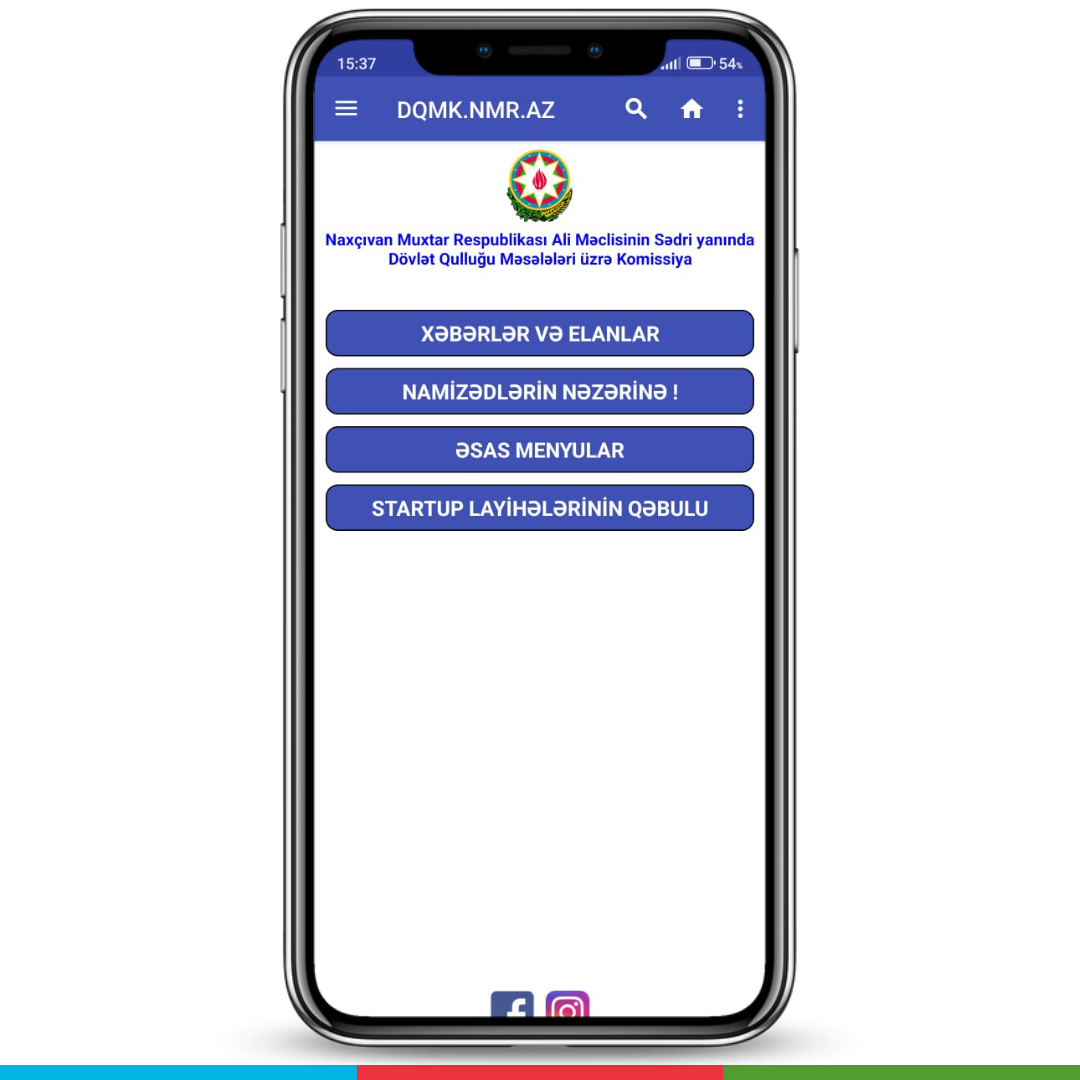 15:37
54%
DQMK.NMR.AZ
Naxçıvan Muxtar Respublikası Ali Məclisinin Sədri yanında
Dövlət Qulluğu Məsələləri üzrə Komissiya
XƏBƏRLƏR VƏ ELANLAR
NAMİZƏDLƏRİN NƏZƏRİNƏ !
ƏSAS MENYULAR
STARTUP LAYİHƏLƏRİNİN QƏBULU